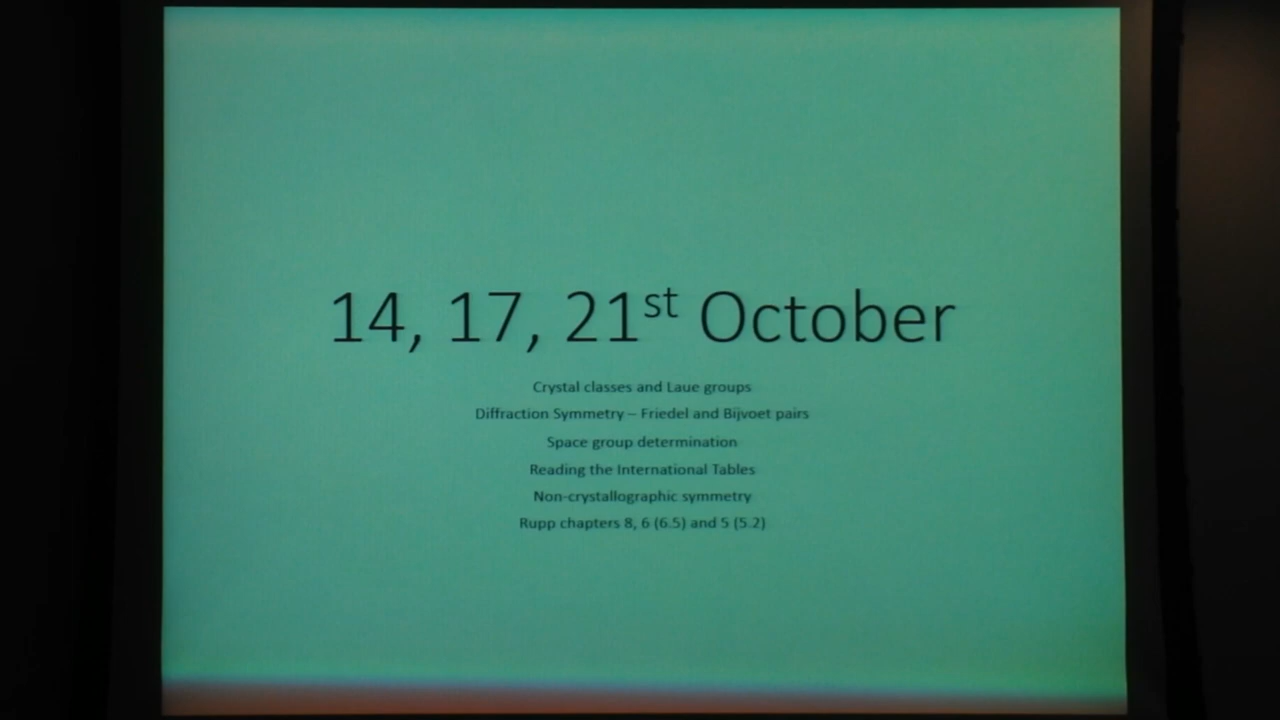 14, 17, 21st October
Crystal classes and Laue groups
Diffraction Symmetry – Friedel and Bijvoet pairs
Space group determination
Reading the International Tables
Non-crystallographic symmetry
Rupp chapters 8, 6 (6.5) and 5 (5.2)